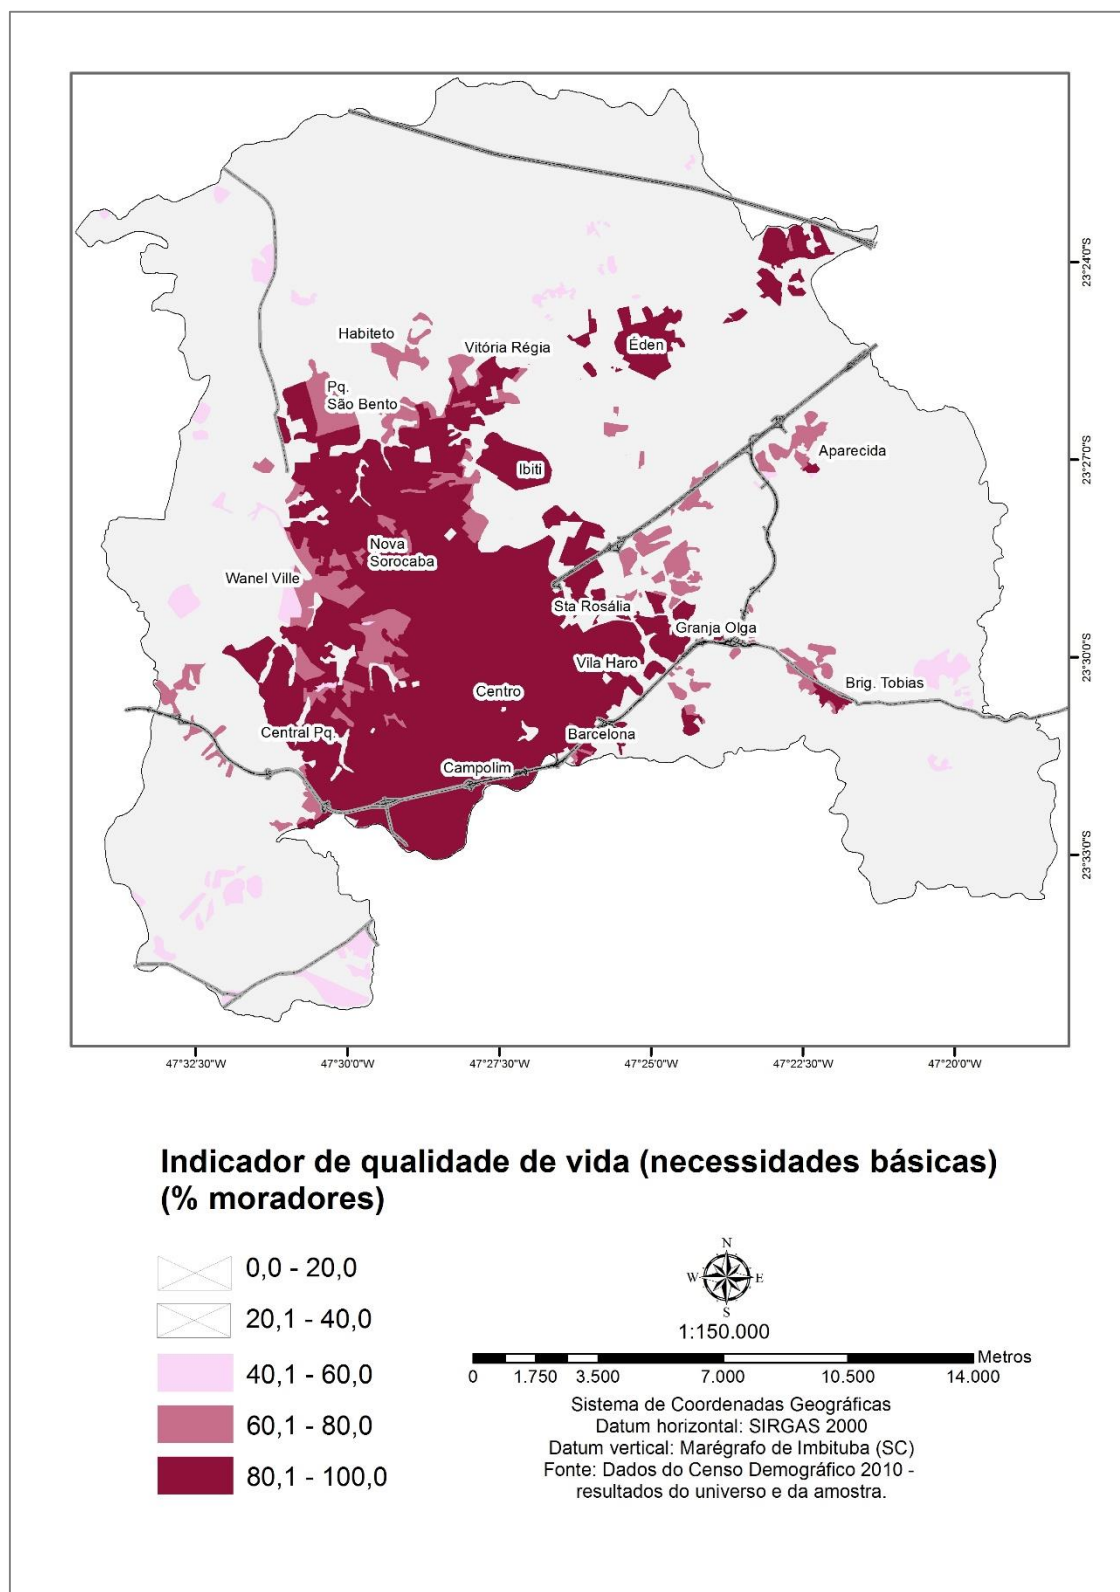 23°24'0"S
Habiteto
Vitória Régia
Éden
Pq.
São Bento
Aparecida
23°27'0"S
Ibiti
Nova
Sorocaba
Wanel Ville
Sta Rosália
Granja Olga
23°30'0"S
Vila Haro
Brig. Tobias
Centro
Central Pq.
Barcelona
Campolim
23°33'0"S
47°32'30"W 47°30'0"W 47°27'30"W 47°25'0"W 47°22'30"W 47°20'0"W
Indicador de qualidade de vida (necessidades básicas)
(% moradores)
0,0 - 20,0
20,1 - 40,0
40,1 - 60,0
60,1 - 80,0
80,1 - 100,0
N
W E
S
1:150.000
Metros
0 1.750 3.500 7.000 10.500 14.000
Sistema de Coordenadas Geográficas
Datum horizontal: SIRGAS 2000
Datum vertical: Marégrafo de Imbituba (SC)
Fonte: Dados do Censo Demográfico 2010 -
resultados do universo e da amostra.